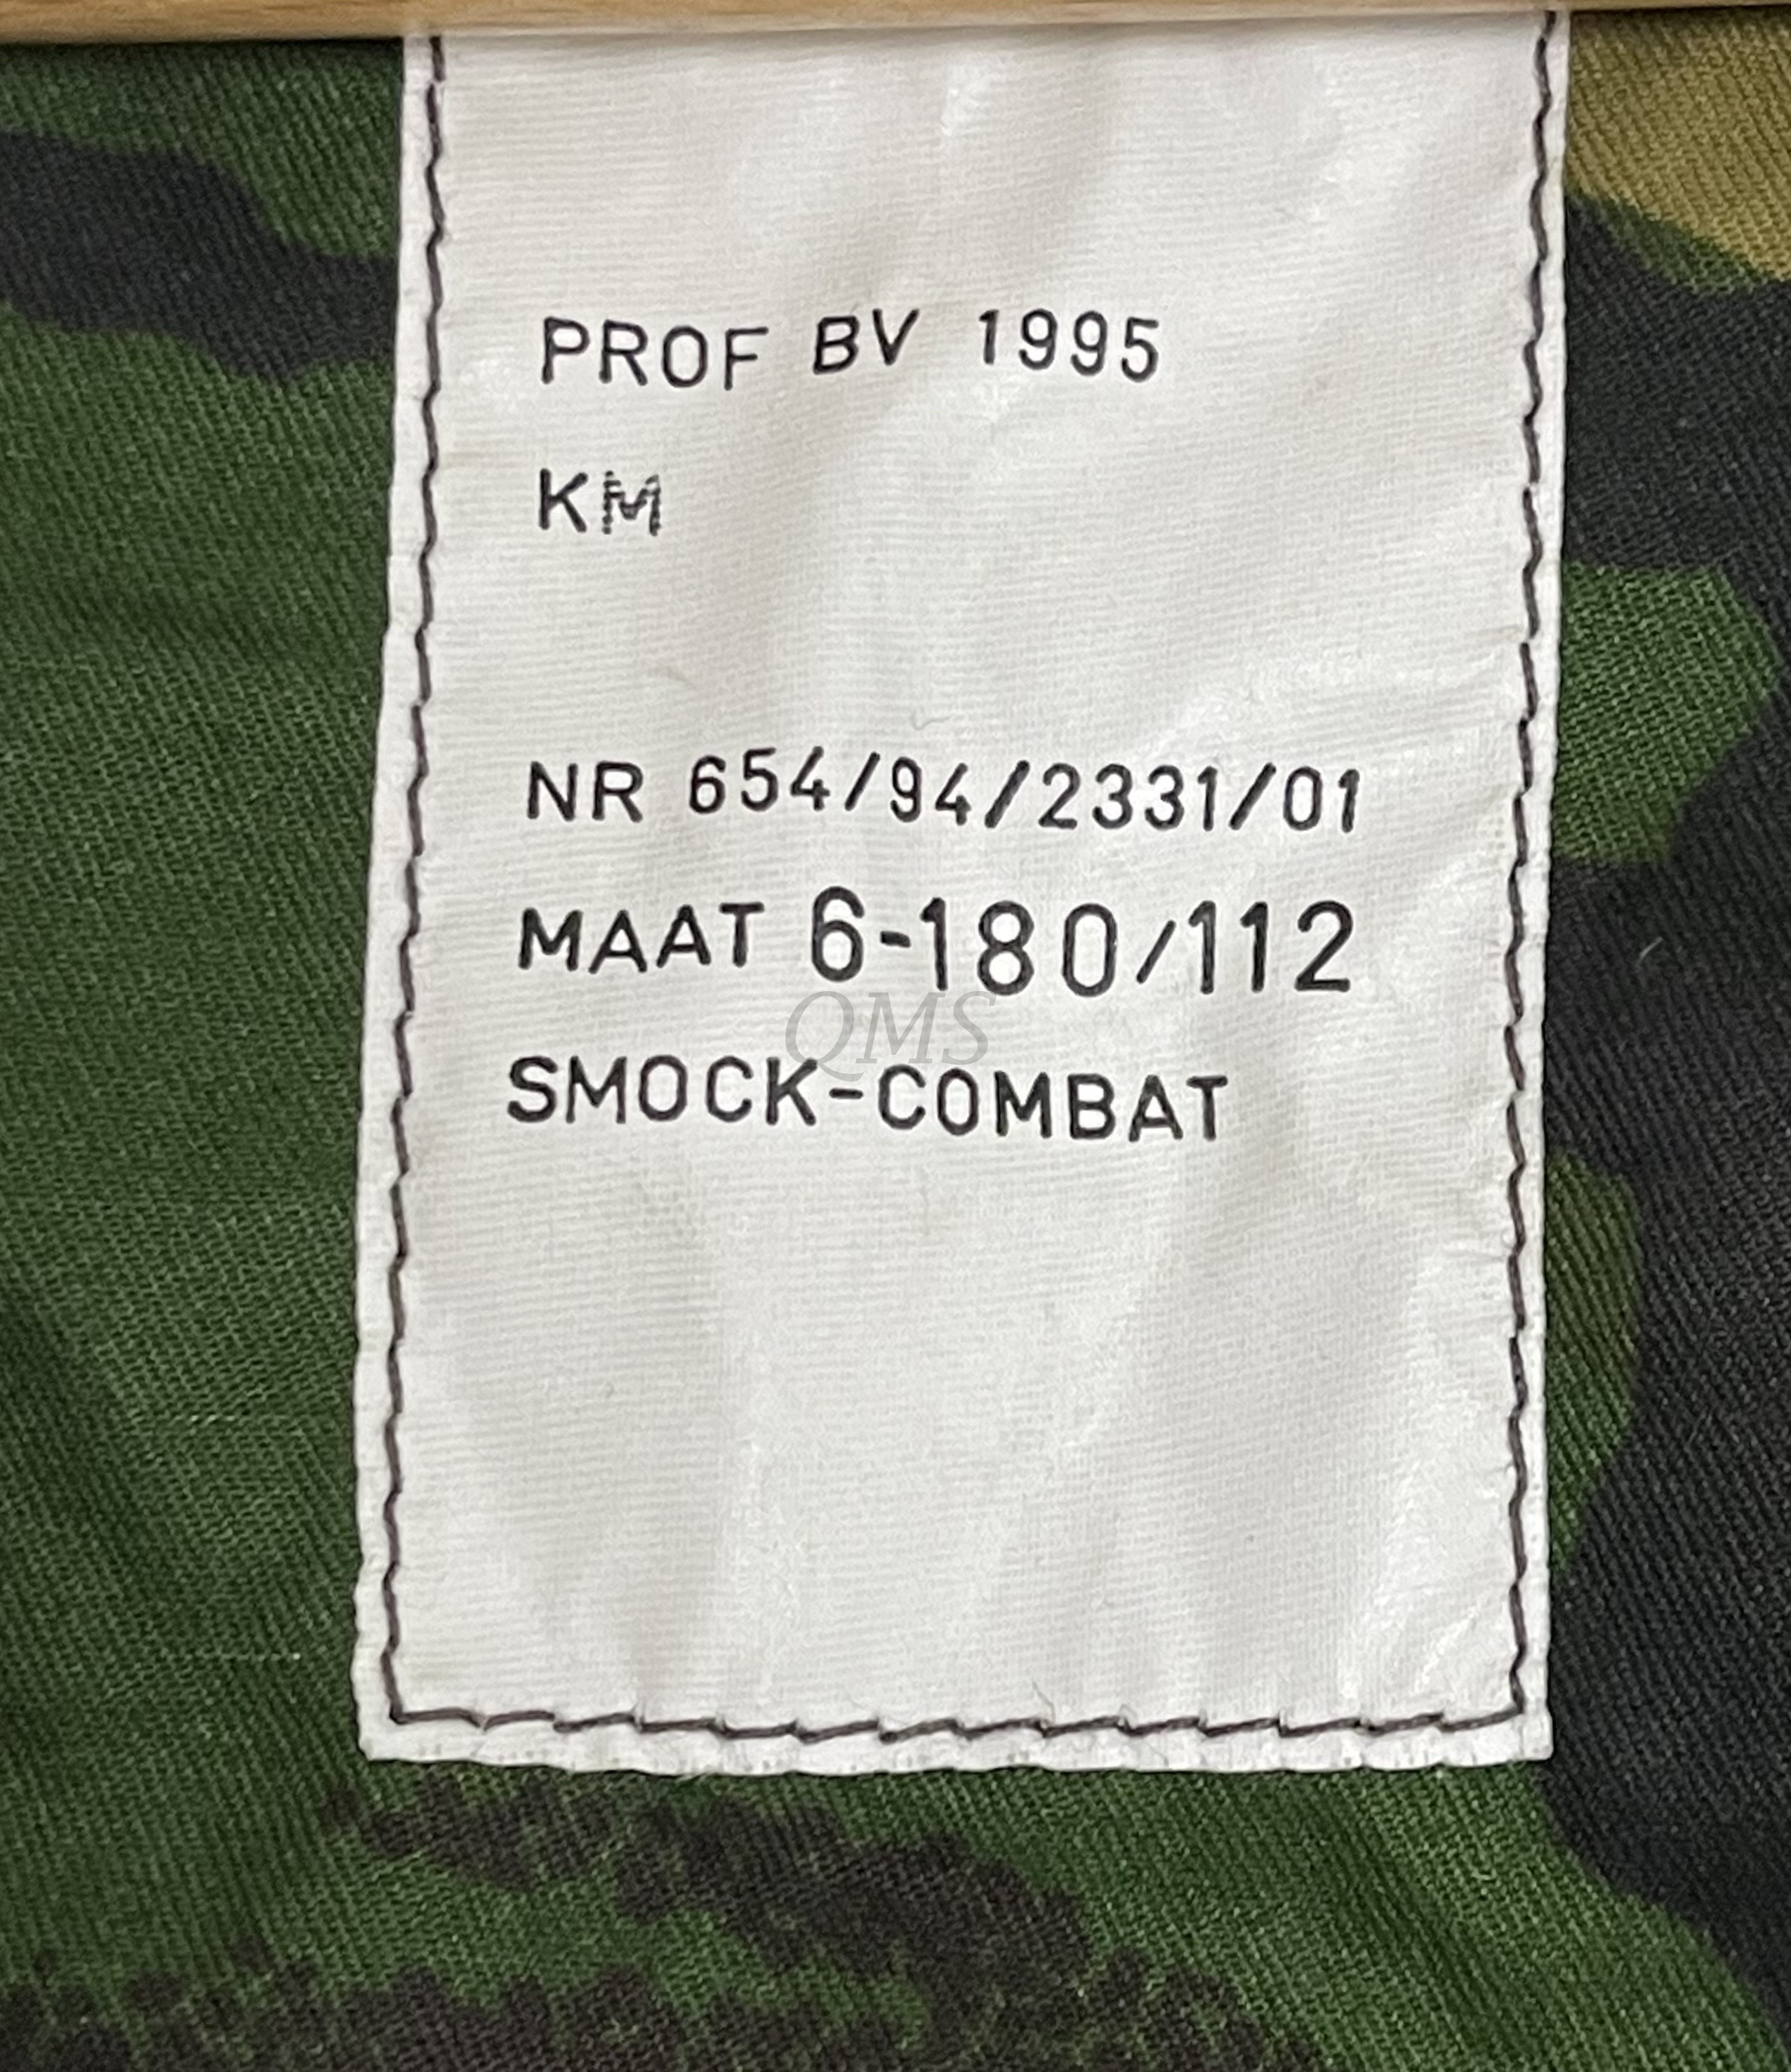 PROF BV 1995
KM
NR 654/94/2331/01
MAAT 6-180/112
QMS
SMOCK-COMBAT